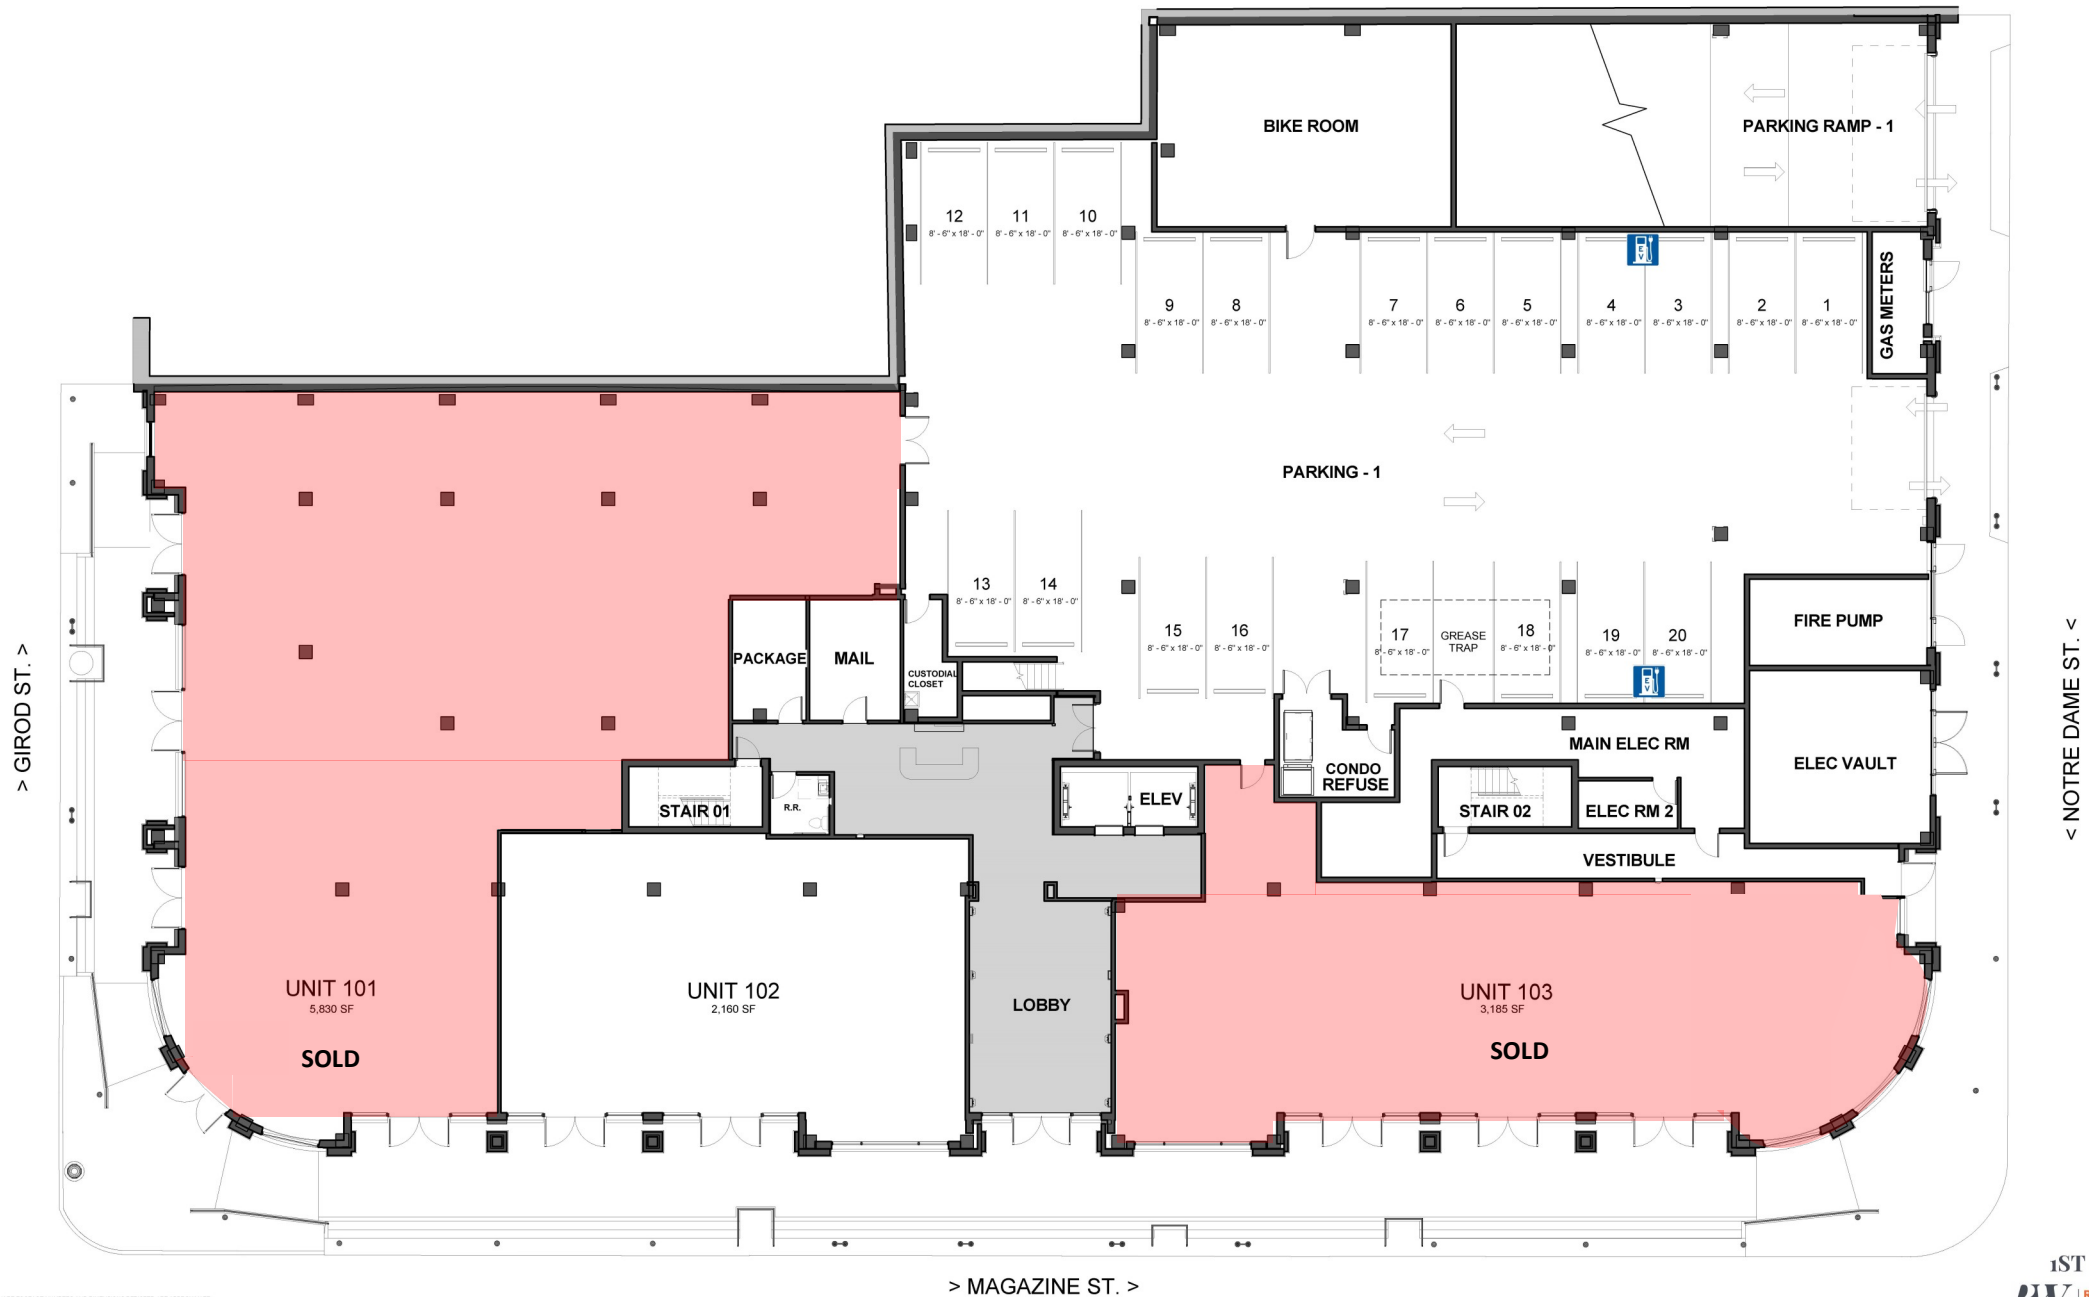 BIKE ROOM
PARKING RAMP - 1
12
8' - 6" x 18' - 0"
11
8' - 6" x 18' - 0"
10
8' - 6" x 18' - 0"
9
8' - 6" x 18' - 0"
8
8' - 6" x 18' - 0"
7
8' - 6" x 18' - 0"
6
8' - 6" x 18' - 0"
5
8' - 6" x 18' - 0"
EV
4
8' - 6" x 18' - 0"
3
8' - 6" x 18' - 0"
2
8' - 6" x 18' - 0"
1
8' - 6" x 18' - 0"
GAS METERS
PARKING - 1
13
8' - 6" x 18' - 0"
14
8' - 6" x 18' - 0"
15
8' - 6" x 18' - 0"
16
8' - 6" x 18' - 0"
17
8' - 6" x 18' - 0"
GREASE
TRAP
18
8' - 6" x 18' - 0"
19
8' - 6" x 18' - 0"
20
8' - 6" x 18' - 0"
EV
FIRE PUMP
PACKAGE
MAIL
CUSTODIAL
CLOSET
> GIROD ST. >
< NOTRE DAME ST. <
MAIN ELEC RM
ELEC VAULT
CONDO
REFUSE
ELEV
STAIR 01
R.R.
STAIR 02
ELEC RM 2
VESTIBULE
UNIT 101
5,830 SF
SOLD
UNIT 102
2,160 SF
LOBBY
UNIT 103
3,185 SF
SOLD
> MAGAZINE ST. >
1ST